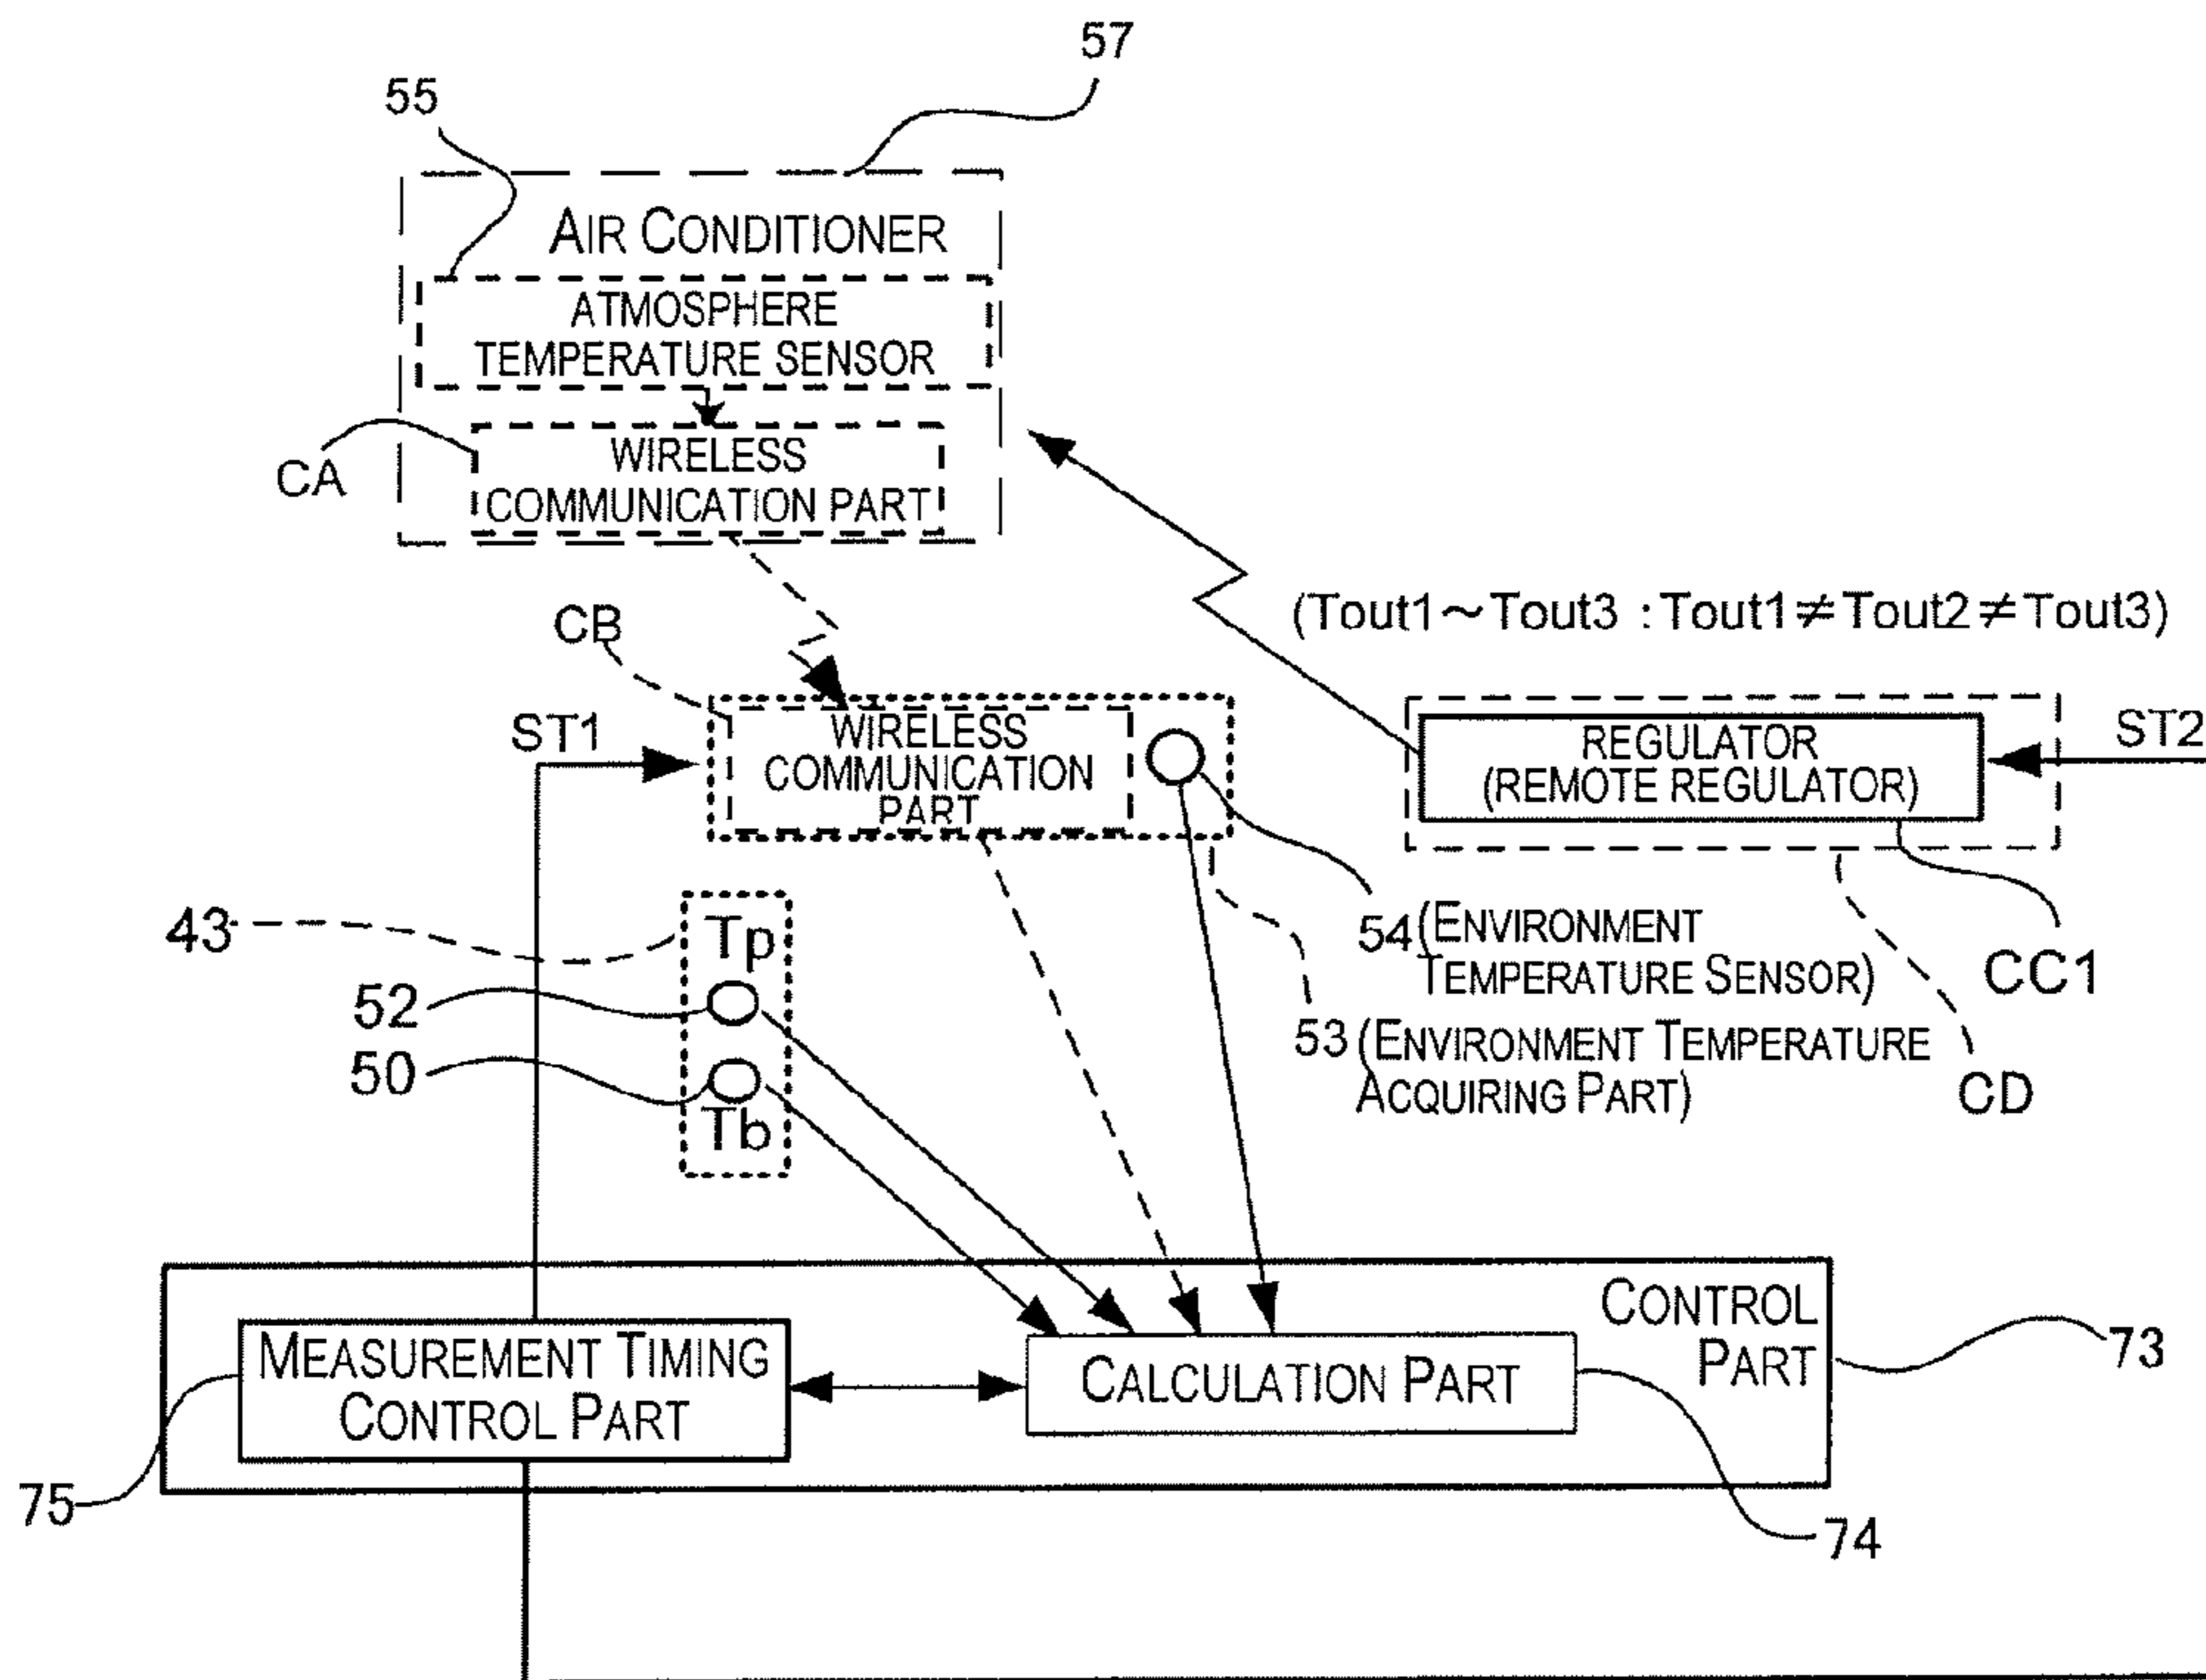 57
55
AIR CONDITIONER
ATMOSPHERE
TEMPERATURE SENSOR
WIRELESS
COMMUNICATION PART
CA
(Tout1~Tout3 : Tout1≠Tout2≠Tout3)
CB
ST1
WIRELESS
COMMUNICATION
PART
REGULATOR
(REMOTE REGULATOR)
ST2
43
Tp
52
50
Tb
54 (ENVIRONMENT
TEMPERATURE SENSOR)
CC1
53 (ENVIRONMENT TEMPERATURE
ACQUIRING PART)
CD
CONTROL
PART
73
MEASUREMENT TIMING
CONTROL PART
CALCULATION PART
75
74